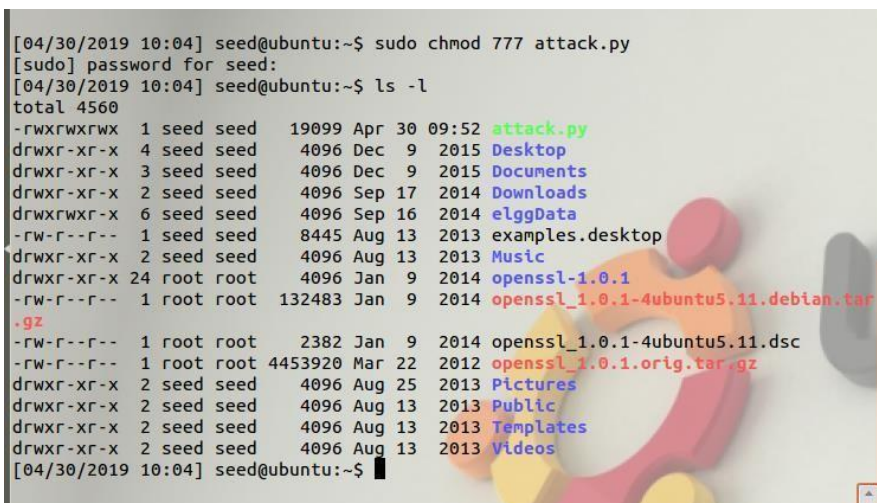 [04/30/2019 10:04] seed@ubuntu:~$ sudo chmod 777 attack.py
[sudo] password for seed:
[04/30/2019 10:04] seed@ubuntu:~$ ls -l
total 4560
-rwxrwxrwx  1 seed seed   19099 Apr 30 09:52 attack.py
drwxr-xr-x  4 seed seed    4096 Dec  9  2015 Desktop
drwxr-xr-x  3 seed seed    4096 Dec  9  2015 Documents
drwxr-xr-x  2 seed seed    4096 Sep 17  2014 Downloads
drwxrwxr-x  6 seed seed    4096 Sep 16  2014 elggData
-rw-r--r--  1 seed seed    8445 Aug 13  2013 examples.desktop
drwxr-xr-x  2 seed seed    4096 Aug 13  2013 Music
drwxr-xr-x 24 root root    4096 Jan  9  2014 openssl-1.0.1
-rw-r--r--  1 root root  132483 Jan  9  2014 openssl_1.0.1-4ubuntu5.11.debian.tar
.gz
-rw-r--r--  1 root root    2382 Jan  9  2014 openssl_1.0.1-4ubuntu5.11.dsc
-rw-r--r--  1 root root 4453920 Mar 22  2012 openssl_1.0.1.orig.tar.gz
drwxr-xr-x  2 seed seed    4096 Aug 25  2013 Pictures
drwxr-xr-x  2 seed seed    4096 Aug 13  2013 Public
drwxr-xr-x  2 seed seed    4096 Aug 13  2013 Templates
drwxr-xr-x  2 seed seed    4096 Aug 13  2013 Videos
[04/30/2019 10:04] seed@ubuntu:~$